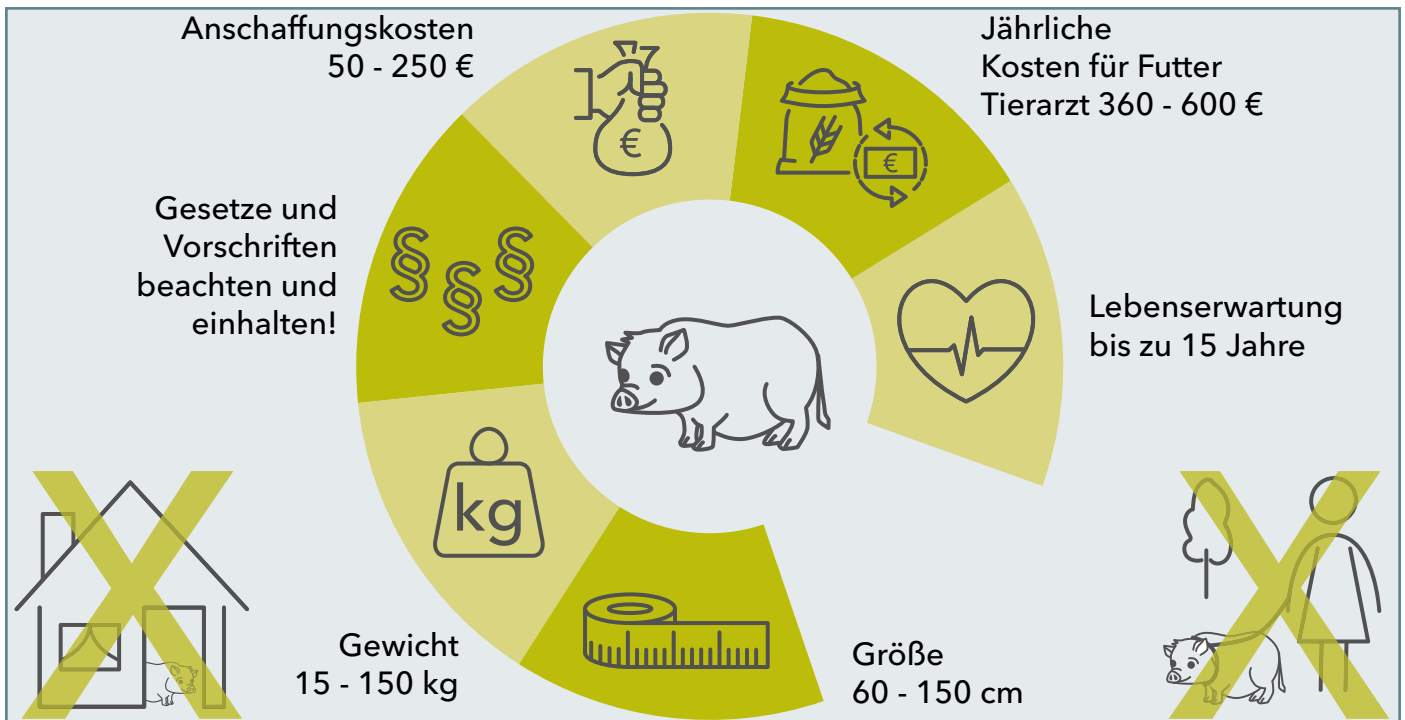 Anschaffungskosten
50 - 250 €
€
Jährliche
Kosten für Futter
Tierarzt 360 - 600 €
€
Gesetze und
Vorschriften
beachten und
einhalten!
§ § §
Lebenserwartung
bis zu 15 Jahre
kg
Gewicht
15 - 150 kg
Größe
60 - 150 cm